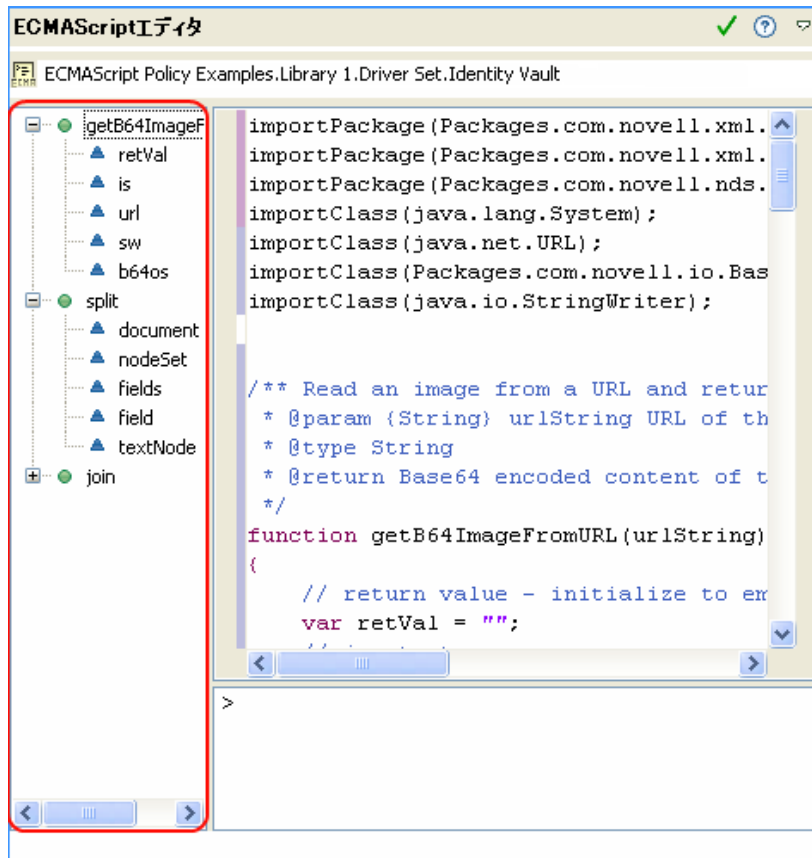 ECMAScriptエディタ
ECMAScript Policy Examples.Library 1.Driver Set.Identity Vault
getB64ImageF
retVal
is
url
sw
b64os
split
document
nodeSet
fields
field
textNode
join
importPackage(Packages.com.novell.xml.
importPackage(Packages.com.novell.xml.
importPackage(Packages.com.novell.nds.
importClass(java.lang.System);
importClass(java.net.URL);
importClass(Packages.com.novell.io.Bas
importClass(java.io.StringWriter);
/** Read an image from a URL and retur
* @param {String} urlString URL of th
* @type String
* @return Base64 encoded content of t
*/
function getB64ImageFromURL(urlString)
{
// return value - initialize to em
var retVal = "";
>